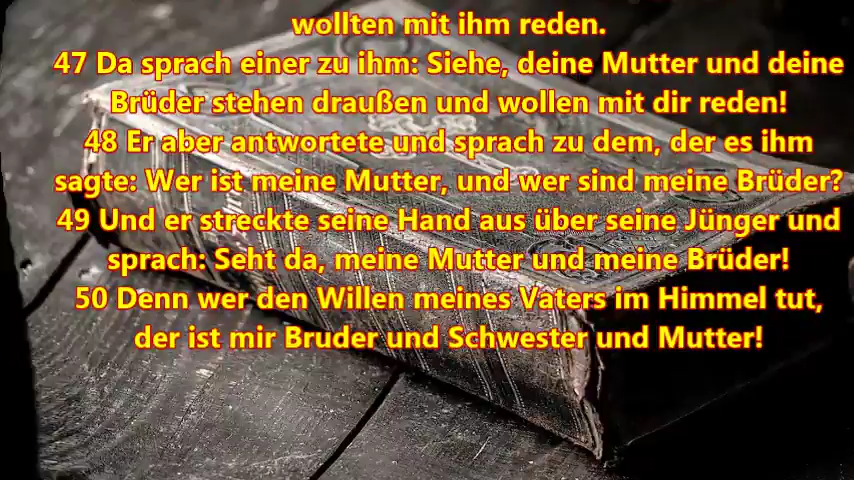 wollten mit ihm reden.
47 Da sprach einer zu ihm: Siehe, deine Mutter und deine
Brüder stehen draußen und wollen mit dir reden!
48 Er aber antwortete und sprach zu dem, der es ihm
sagte: Wer ist meine Mutter, und wer sind meine Brüder?
49 Und er streckte seine Hand aus über seine Jünger und
sprach: Seht da, meine Mutter und meine Brüder!
50 Denn wer den Willen meines Vaters im Himmel tut,
der ist mir Bruder und Schwester und Mutter!